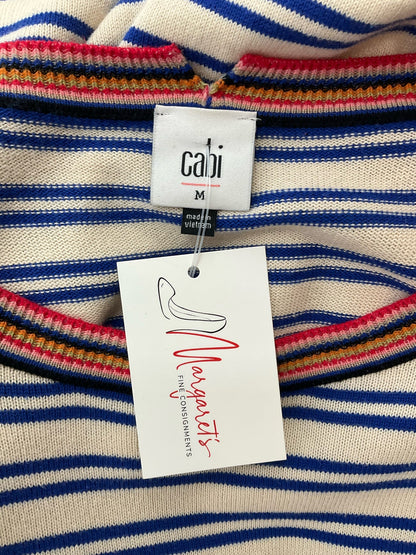 cabi
M
made in
vietnam
Margaret's
FINE CONSIGNMENTS